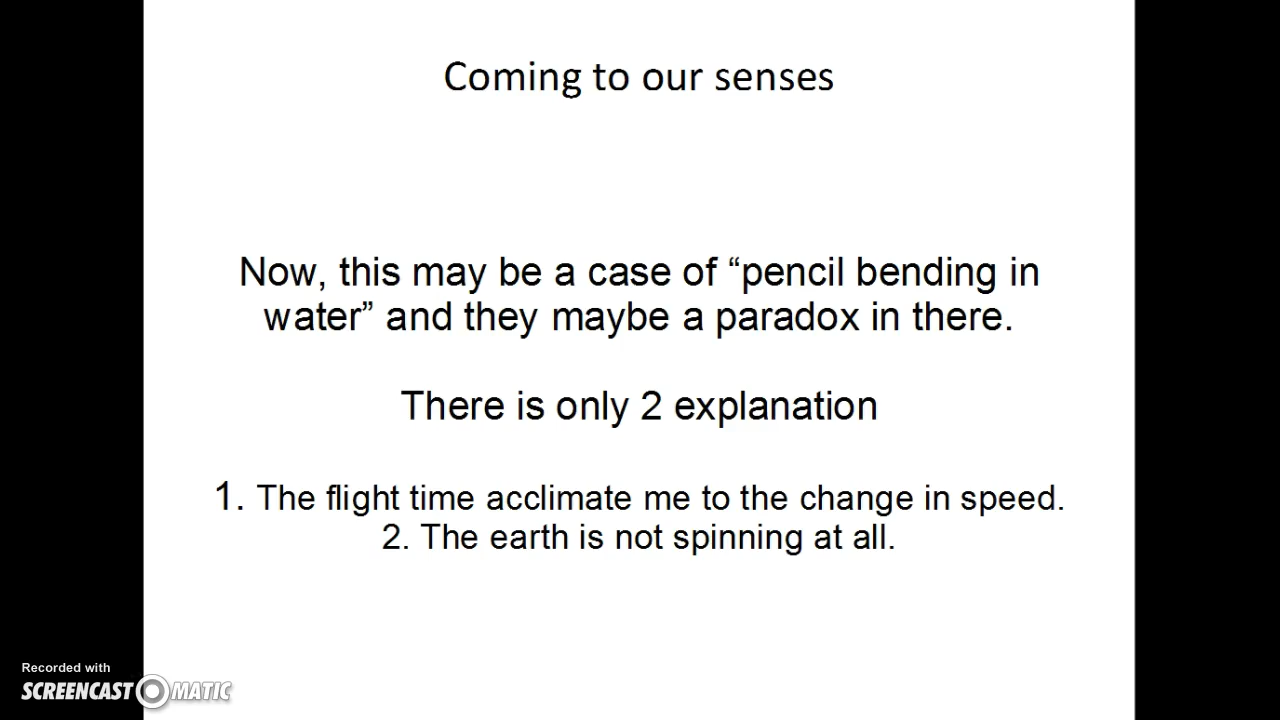 Coming to our senses
Now, this may be a case of “pencil bending in
water” and they maybe a paradox in there.
There is only 2 explanation
1. The flight time acclimate me to the change in speed.
2. The earth is not spinning at all.
Recorded with
SCREENCAST MATIC